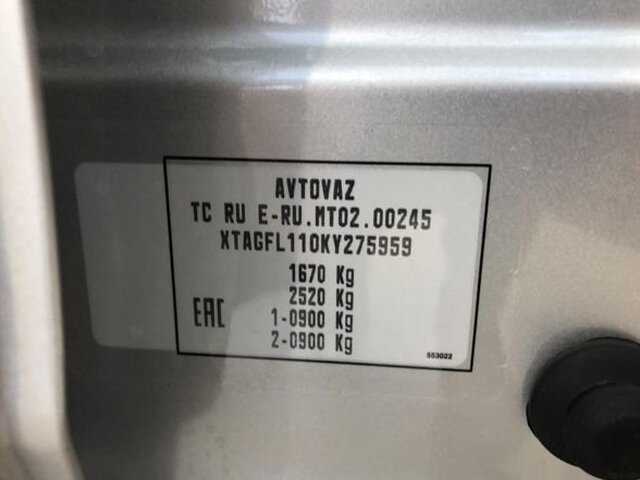 AVTOVAZ
TC RU E-RU.MT02.00245
XTAGFL110KY275959
1670 Kg
2520 Kg
EAC 1-0900 Kg
2-0900 Kg
553022